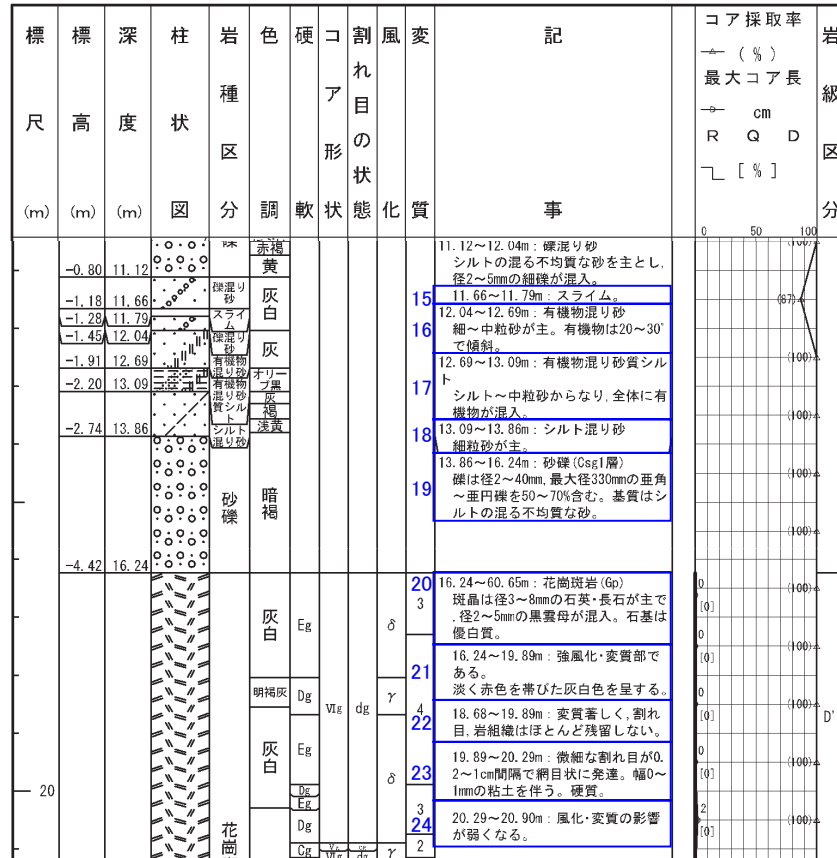 標尺(m)
標高(m)
深度(m)
柱状図
岩種区分
色調
硬軟
コア形状
割れ目の状態
風化
変質
記事
コア採取率
(%)
最大コア長
cm
R Q D
[%]
0 50 100
岩級区分
赤褐
黄
-0.80 11.12
-1.18 11.66
-1.28 11.79
-1.45 12.04
-1.91 12.69
-2.20 13.09
-2.74 13.86
-4.42 16.24
20
礫混り砂
スライム
礫混り砂
有機物混り砂
有機物混り砂質シルト
シルト混り砂
砂礫
花崗
灰白
灰
オリーブ黒
灰
褐
浅黄
暗褐
灰白
明褐灰
灰白
Eg
Dg
Eg
Dg
Eg
Dg
Cg
VIg
VIg
dg
dg
δ
γ
δ
γ
3
4
3
2
11.12~12.04m:礫混り砂
シルトの混る不均質な砂を主とし,
径2~5mmの細礫が混入。
15
11.66~11.79m:スライム。
16
12.04~12.69m:有機物混り砂
細~中粒砂が主。有機物は20~30°
で傾斜。
17
12.69~13.09m:有機物混り砂質シル
ト
シルト~中粒砂からなり,全体に有
機物が混入。
18
13.09~13.86m:シルト混り砂
細粒砂が主。
19
13.86~16.24m:砂礫(Csg1層)
礫は径2~40mm,最大径330mmの亜角
~亜円礫を50~70%含む。基質はシ
ルトの混る不均質な砂。
20
16.24~60.65m:花崗斑岩(Gp)
斑晶は径3~8mmの石英・長石が主で
,径2~5mmの黒雲母が混入。石基は
優白質。
21
16.24~19.89m:強風化・変質部で
ある。
淡く赤色を帯びた灰白色を呈する。
22
18.68~19.89m:変質著しく,割れ
目,岩組織はほとんど残留しない。
23
19.89~20.29m:微細な割れ目が0.
2~1cm間隔で網目状に発達。幅0~
1mmの粘土を伴う。硬質。
24
20.29~20.90m:風化・変質の影響
が弱くなる。
(100)
(87)
(100)
(100)
(100)
(100)
0
(100)
[0]
0
(100)
[0]
0
(100)
[0]
0
(100)
[0]
2
(100)
[0]
D'